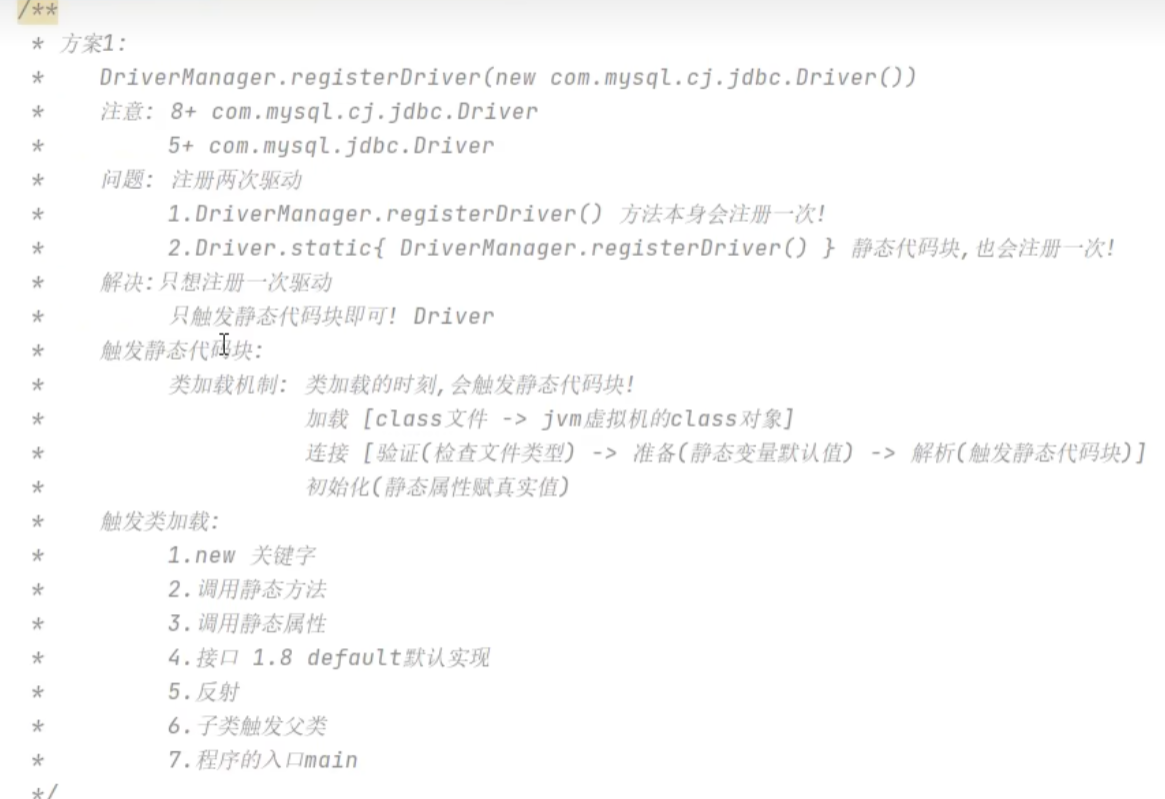 /**
* 方案1:
* DriverManager.registerDriver(new com.mysql.cj.jdbc.Driver())
* 注意: 8+ com.mysql.cj.jdbc.Driver
* 5+ com.mysql.jdbc.Driver
* 问题: 注册两次驱动
* 1.DriverManager.registerDriver() 方法本身会注册一次!
* 2.Driver.static{ DriverManager.registerDriver() } 静态代码块,也会注册一次!
* 解决:只想注册一次驱动
* 只触发静态代码块即可! Driver
* 触发静态代码块:
* 类加载机制: 类加载的时刻,会触发静态代码块!
* 加载 [class文件 -> jvm虚拟机的class对象]
* 连接 [验证(检查文件类型) -> 准备(静态变量默认值) -> 解析(触发静态代码块)]
* 初始化(静态属性赋真实值)
* 触发类加载:
* 1.new 关键字
* 2.调用静态方法
* 3.调用静态属性
* 4.接口 1.8 default默认实现
* 5.反射
* 6.子类触发父类
* 7.程序的入口main
*/